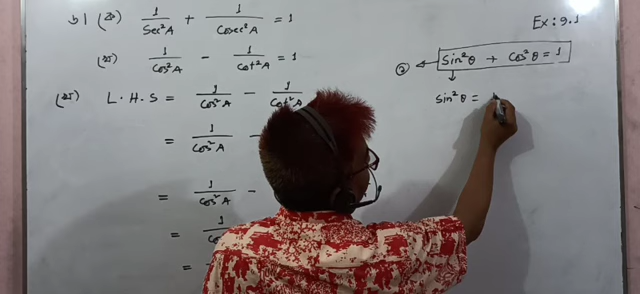 ৬| (ক) 1/Sec²A + 1/Cosec²A = 1
Ex: 9.1
(খ) 1/Cos²A - 1/Cot²A = 1
② ← Sin²θ + Cos²θ = 1
(খ) L.H.S = 1/Cos²A - 1/Cot²A
Sin²θ =
= 1/Cos²A -
= 1/Cos²A -
=
=